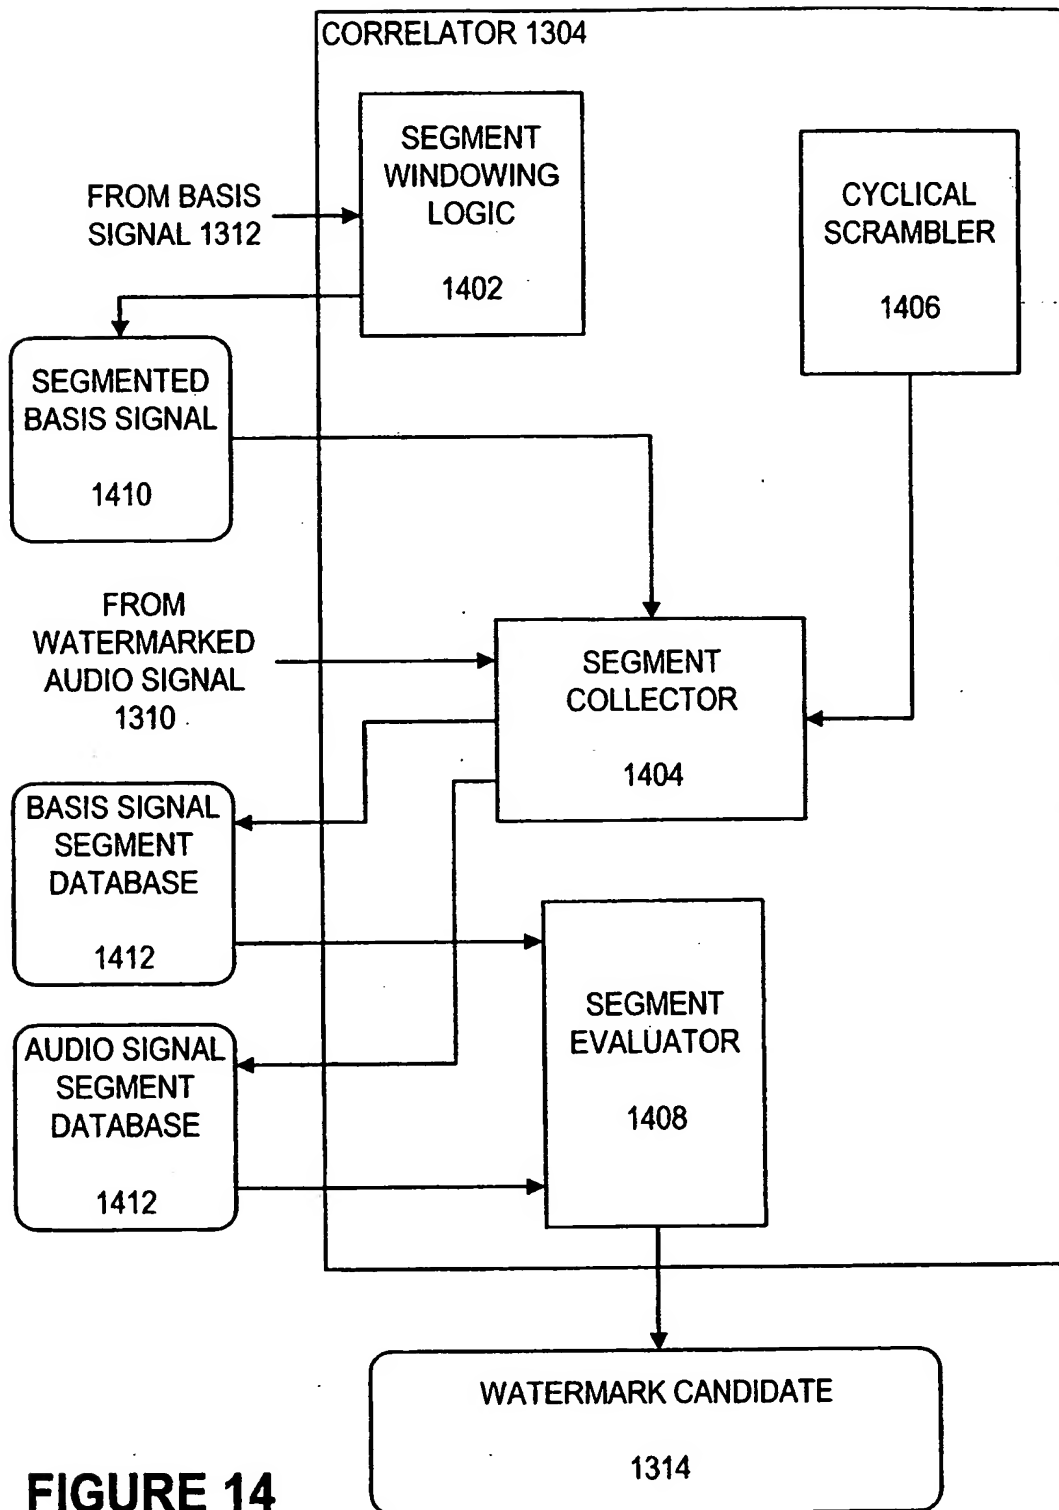 CORRELATOR 1304
SEGMENT
WINDOWING
LOGIC
1402
CYCLICAL
SCRAMBLER
1406
FROM BASIS
SIGNAL 1312
SEGMENTED
BASIS SIGNAL
1410
FROM
WATERMARKED
AUDIO SIGNAL
1310
SEGMENT
COLLECTOR
1404
BASIS SIGNAL
SEGMENT
DATABASE
1412
SEGMENT
EVALUATOR
1408
AUDIO SIGNAL
SEGMENT
DATABASE
1412
WATERMARK CANDIDATE
1314
FIGURE 14